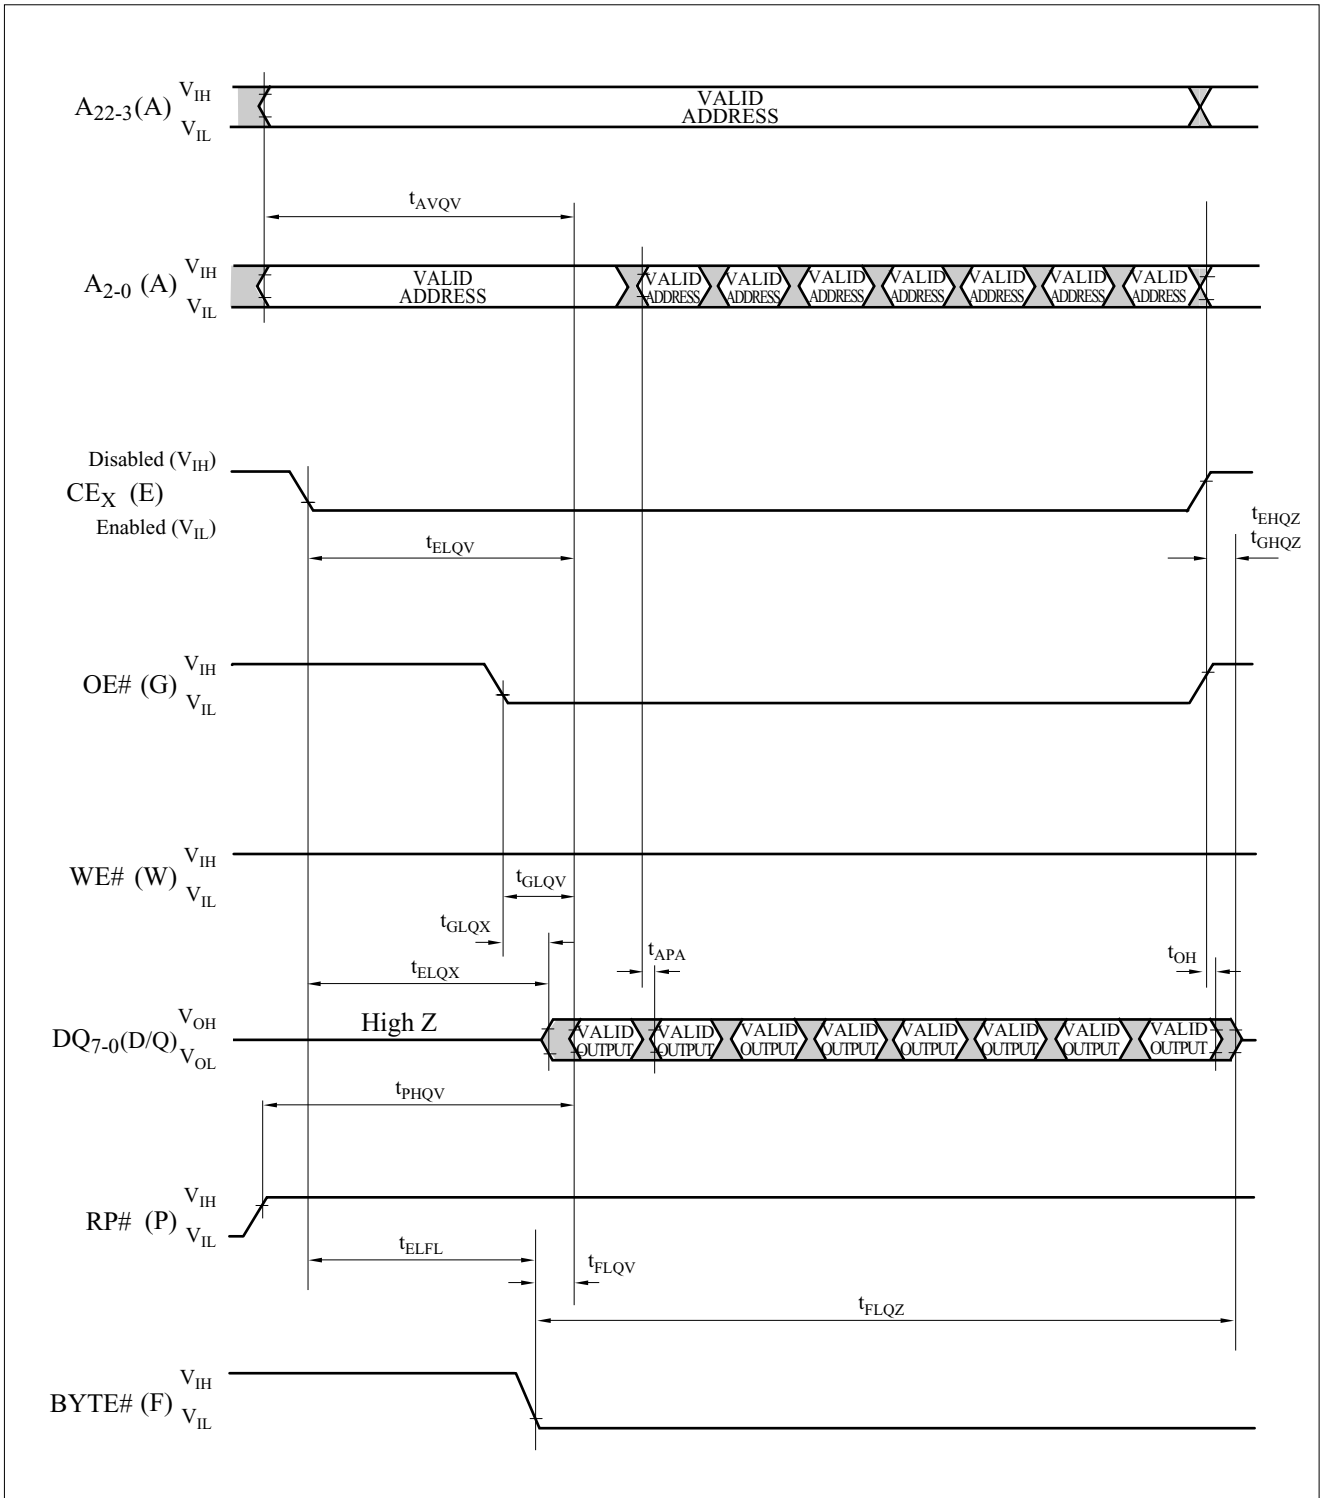 A22-3(A) VIH VIL
VALID
ADDRESS
tAVQV
A2-0 (A) VIH VIL
VALID
ADDRESS
VALID VALID VALID VALID VALID VALID VALID
ADDRESS ADDRESS ADDRESS ADDRESS ADDRESS ADDRESS ADDRESS
Disabled (VIH)
CEX (E)
Enabled (VIL)
tELQV
tEHQZ
tGHQZ
OE# (G) VIH VIL
WE# (W) VIH VIL
tGLQV
tGLQX
tELQX
tAPA
tOH
DQ7-0(D/Q) VOH VOL
High Z
VALID VALID VALID VALID VALID VALID VALID VALID
OUTPUT OUTPUT OUTPUT OUTPUT OUTPUT OUTPUT OUTPUT OUTPUT
tPHQV
RP# (P) VIH VIL
tELFL
tFLQV
tFLQZ
BYTE# (F) VIH VIL